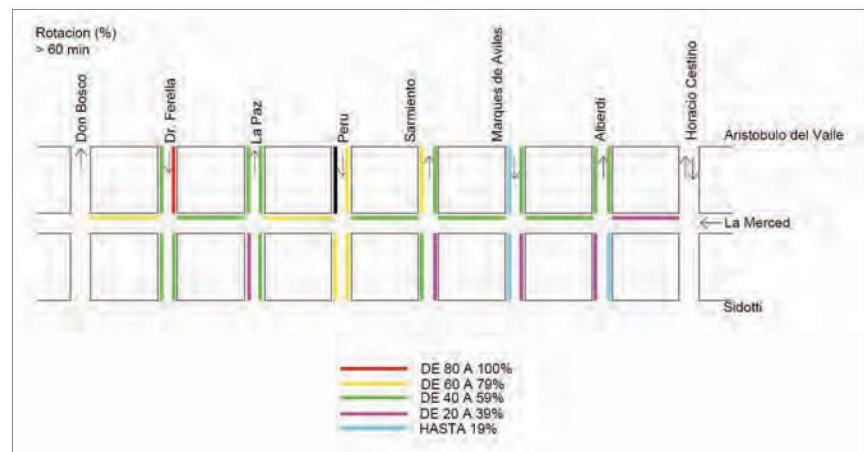 Rotacion (%)
> 60 min
Don Bosco
Dr. Ferella
La Paz
Peru
Sarmiento
Marques de Aviles
Alberdi
Horacio Cestino
Aristobulo del Valle
La Merced
Sidotti
DE 80 A 100%
DE 60 A 79%
DE 40 A 59%
DE 20 A 39%
HASTA 19%